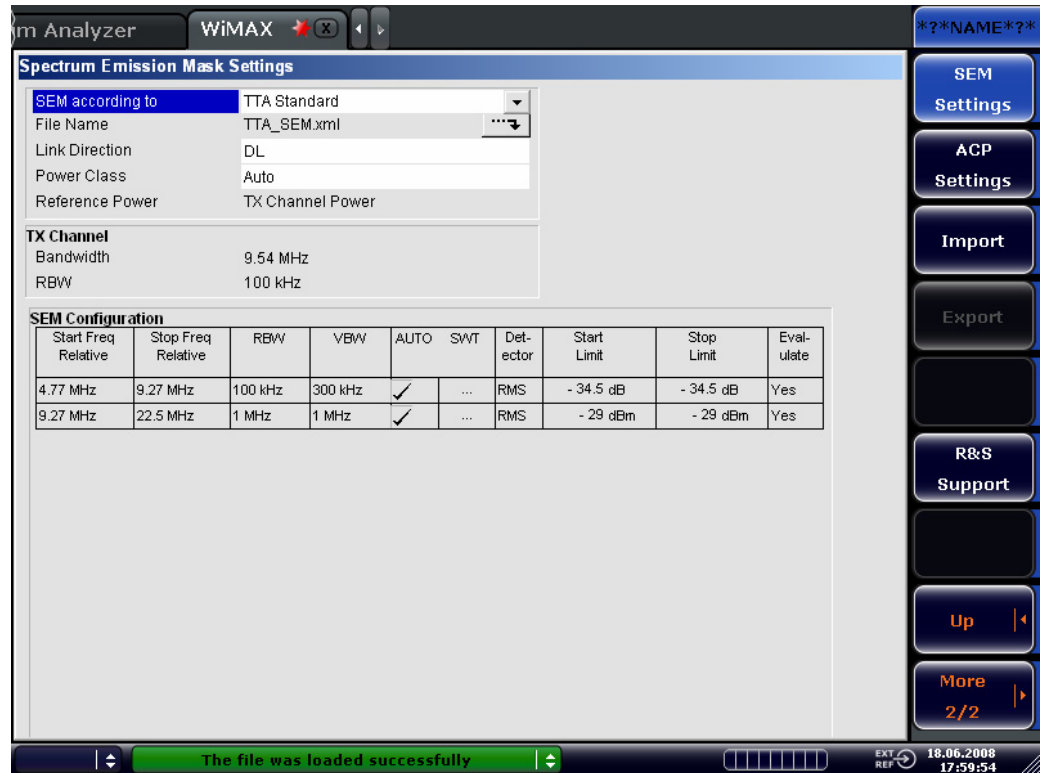 m Analyzer
WiMAX
*?*NAME*?*
Spectrum Emission Mask Settings
SEM according to TTA Standard
File Name TTA_SEM.xml
Link Direction DL
Power Class Auto
Reference Power TX Channel Power
TX Channel
Bandwidth 9.54 MHz
RBW 100 kHz
SEM Configuration
Start Freq Relative Stop Freq Relative RBW VBW AUTO SWT Det-ector Start Limit Stop Limit Eval-ulate
4.77 MHz 9.27 MHz 100 kHz 300 kHz ✓ ... RMS - 34.5 dB - 34.5 dB Yes
9.27 MHz 22.5 MHz 1 MHz 1 MHz ✓ ... RMS - 29 dBm - 29 dBm Yes
SEM
Settings
ACP
Settings
Import
Export
R&S
Support
Up
More
2/2
The file was loaded successfully
EXT
REF
18.06.2008
17:59:54